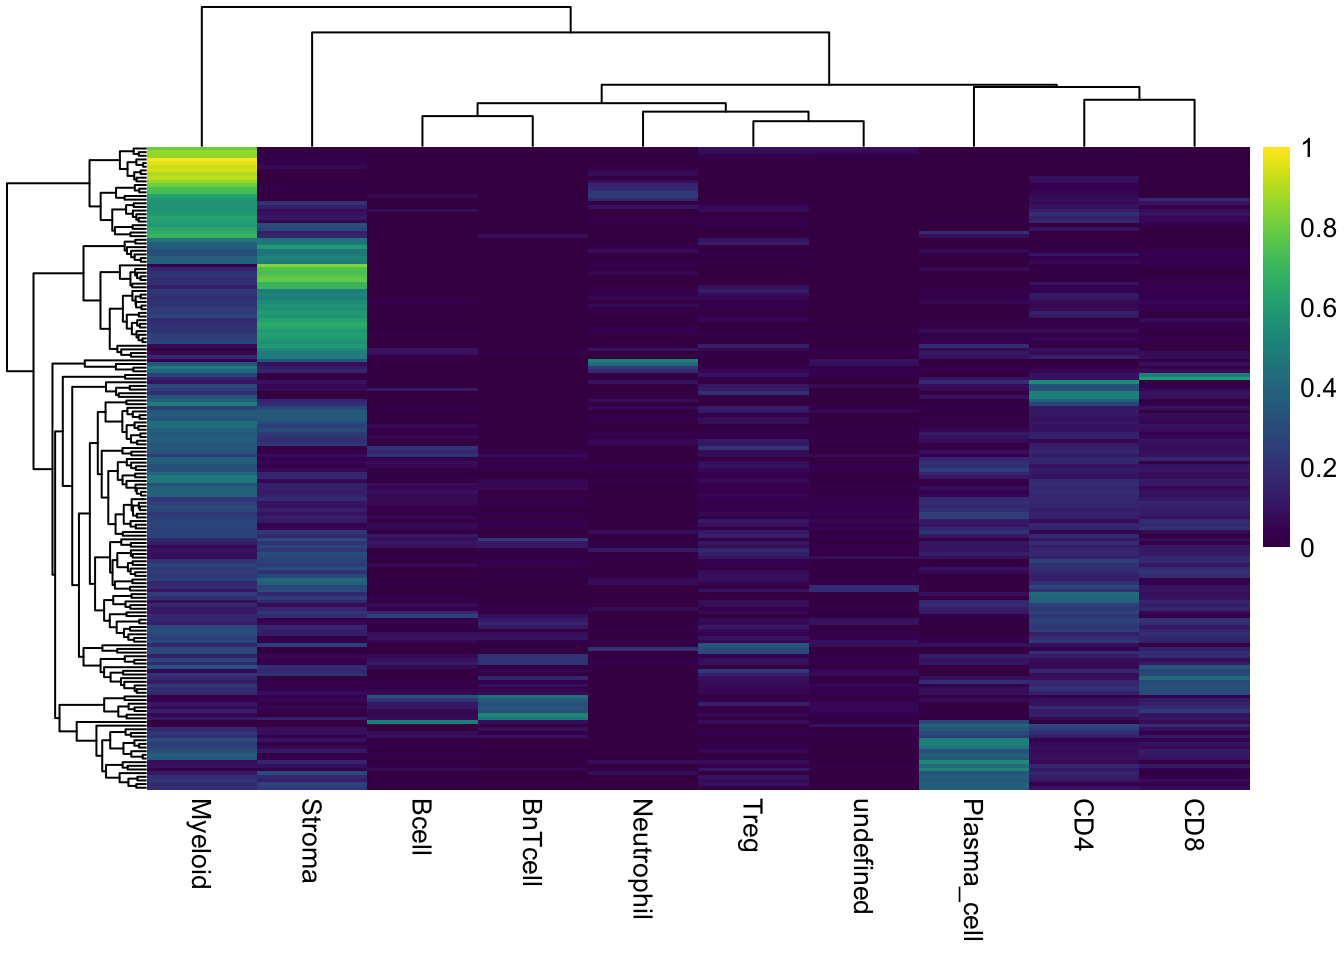 1
0.8
0.6
0.4
0.2
0
Myeloid
Stroma
Bcell
BnTcell
Neutrophil
Treg
undefined
Plasma_cell
CD4
CD8